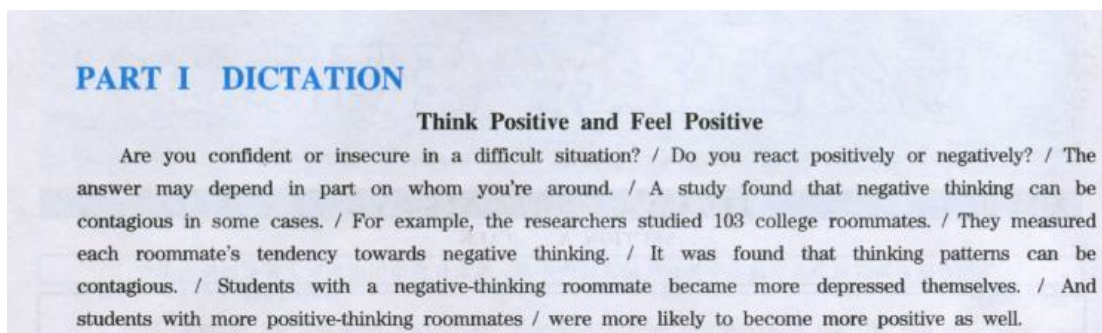 PART I DICTATION
Think Positive and Feel Positive
Are you confident or insecure in a difficult situation? / Do you react positively or negatively? / The
answer may depend in part on whom you're around. / A study found that negative thinking can be
contagious in some cases. / For example, the researchers studied 103 college roommates. / They measured
each roommate's tendency towards negative thinking. / It was found that thinking patterns can be
contagious. / Students with a negative-thinking roommate became more depressed themselves. / And
students with more positive-thinking roommates / were more likely to become more positive as well.